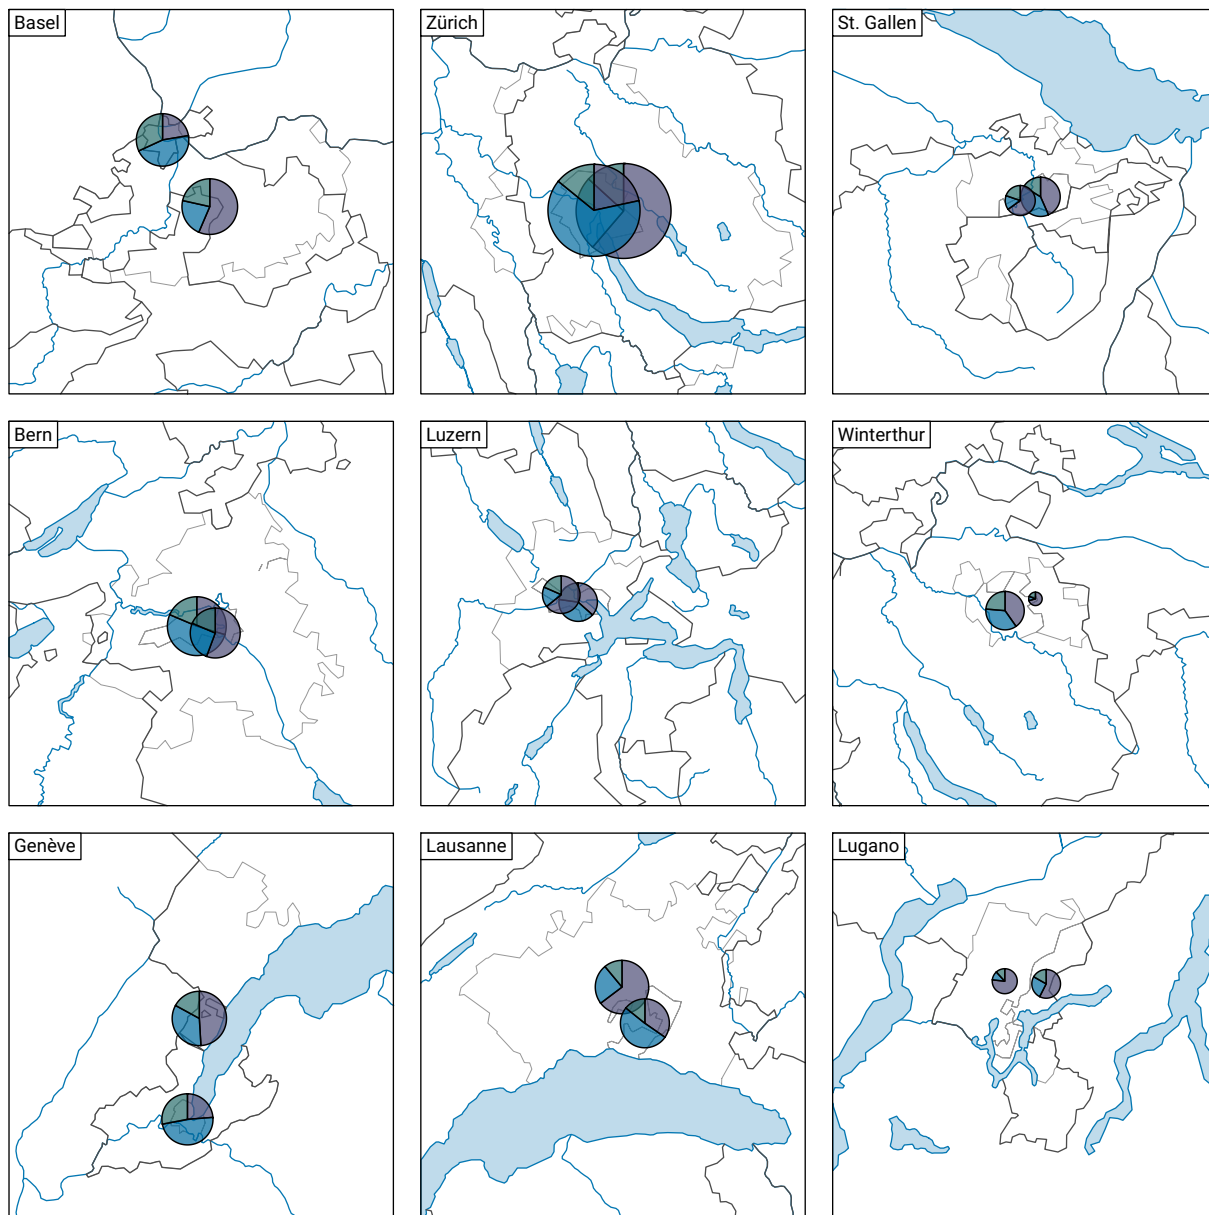 Basel
Zürich
St. Gallen
Bern
Luzern
Winterthur
Genève
Lausanne
Lugano